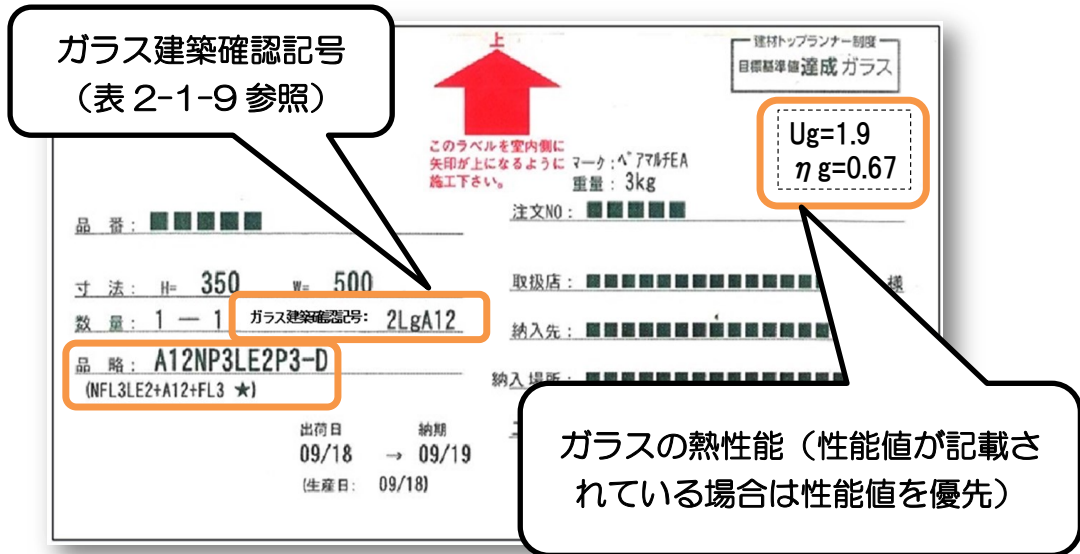 ガラス建築確認記号
（表 2-1-9 参照）
上
建材トップランナー制度
目標基準値達成ガラス
このラベルを室内側に
矢印が上になるように
施工下さい。
マーク：ペアマルチEA
重量： 3kg
Ug=1.9
ηg=0.67
品 番：
注文NO：
寸 法： H= 350 W= 500
取扱店： 様
数 量： 1 － 1 ガラス建築確認記号： 2LgA12
納入先：
品 略： A12NP3LE2P3-D
(NFL3LE2+A12+FL3 ★)
納入場所：
出荷日 納期
09/18 → 09/19
(生産日： 09/18)
ガラスの熱性能（性能値が記載さ
れている場合は性能値を優先）